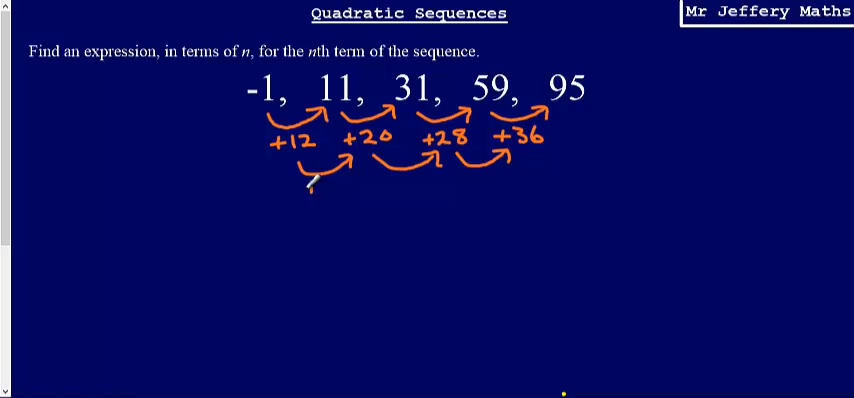 Quadratic Sequences
Mr Jeffery Maths
Find an expression, in terms of n, for the nth term of the sequence.
-1, 11, 31, 59, 95
+12 +20 +28 +36